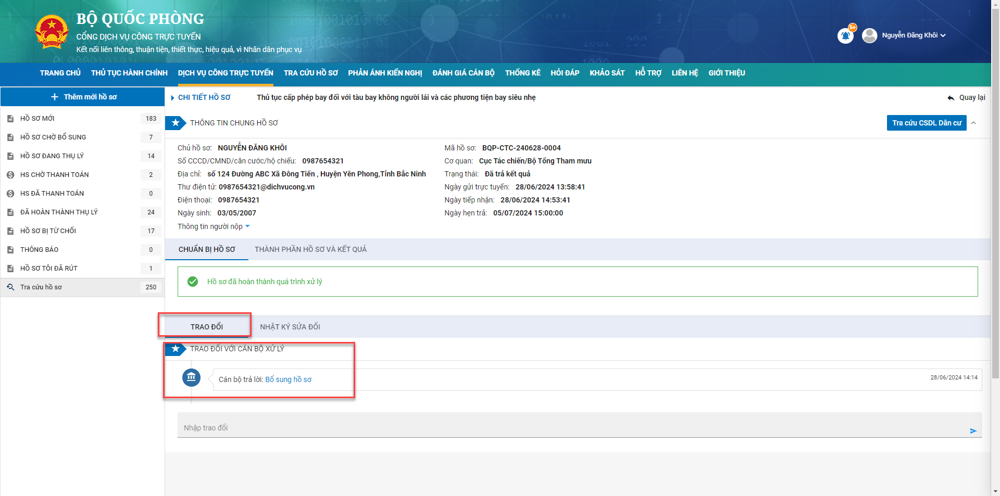 BỘ QUỐC PHÒNG
CỔNG DỊCH VỤ CÔNG TRỰC TUYẾN
Kết nối liên thông, thuận tiện, thiết thực, hiệu quả, vì Nhân dân phục vụ
5+
Nguyễn Đăng Khôi
TRANG CHỦ THỦ TỤC HÀNH CHÍNH DỊCH VỤ CÔNG TRỰC TUYẾN TRA CỨU HỒ SƠ PHẢN ÁNH KIẾN NGHỊ ĐÁNH GIÁ CÁN BỘ THỐNG KÊ HỎI ĐÁP KHẢO SÁT HỖ TRỢ LIÊN HỆ GIỚI THIỆU
Thêm mới hồ sơ
HỒ SƠ MỚI 183
HỒ SƠ CHỜ BỔ SUNG 7
HỒ SƠ ĐANG THỤ LÝ 14
HS CHỜ THANH TOÁN 2
HS ĐÃ THANH TOÁN 0
ĐÃ HOÀN THÀNH THỤ LÝ 24
HỒ SƠ BỊ TỪ CHỐI 17
THÔNG BÁO 0
HỒ SƠ TÔI ĐÃ RÚT 1
Tra cứu hồ sơ 250
CHI TIẾT HỒ SƠ Thủ tục cấp phép bay đối với tàu bay không người lái và các phương tiện bay siêu nhẹ Quay lại
THÔNG TIN CHUNG HỒ SƠ Tra cứu CSDL Dân cư
Chủ hồ sơ: NGUYỄN ĐĂNG KHÔI
Số CCCD/CMND/căn cước/hộ chiếu: 0987654321
Địa chỉ: số 124 Đường ABC Xã Đông Tiến , Huyện Yên Phong,Tỉnh Bắc Ninh
Thư điện tử: 0987654321@dichvucong.vn
Điện thoại: 0987654321
Ngày sinh: 03/05/2007
Thông tin người nộp
Mã hồ sơ: BQP-CTC-240628-0004
Cơ quan: Cục Tác chiến/Bộ Tổng Tham mưu
Trạng thái: Đã trả kết quả
Ngày gửi trực tuyến: 28/06/2024 13:58:41
Ngày tiếp nhận: 28/06/2024 14:53:41
Ngày hẹn trả: 05/07/2024 15:00:00
CHUẨN BỊ HỒ SƠ THÀNH PHẦN HỒ SƠ VÀ KẾT QUẢ
Hồ sơ đã hoàn thành quá trình xử lý
TRAO ĐỔI NHẬT KÝ SỬA ĐỔI
TRAO ĐỔI VỚI CÁN BỘ XỬ LÝ
Cán bộ trả lời: Bổ sung hồ sơ 28/06/2024 14:14
Nhập trao đổi